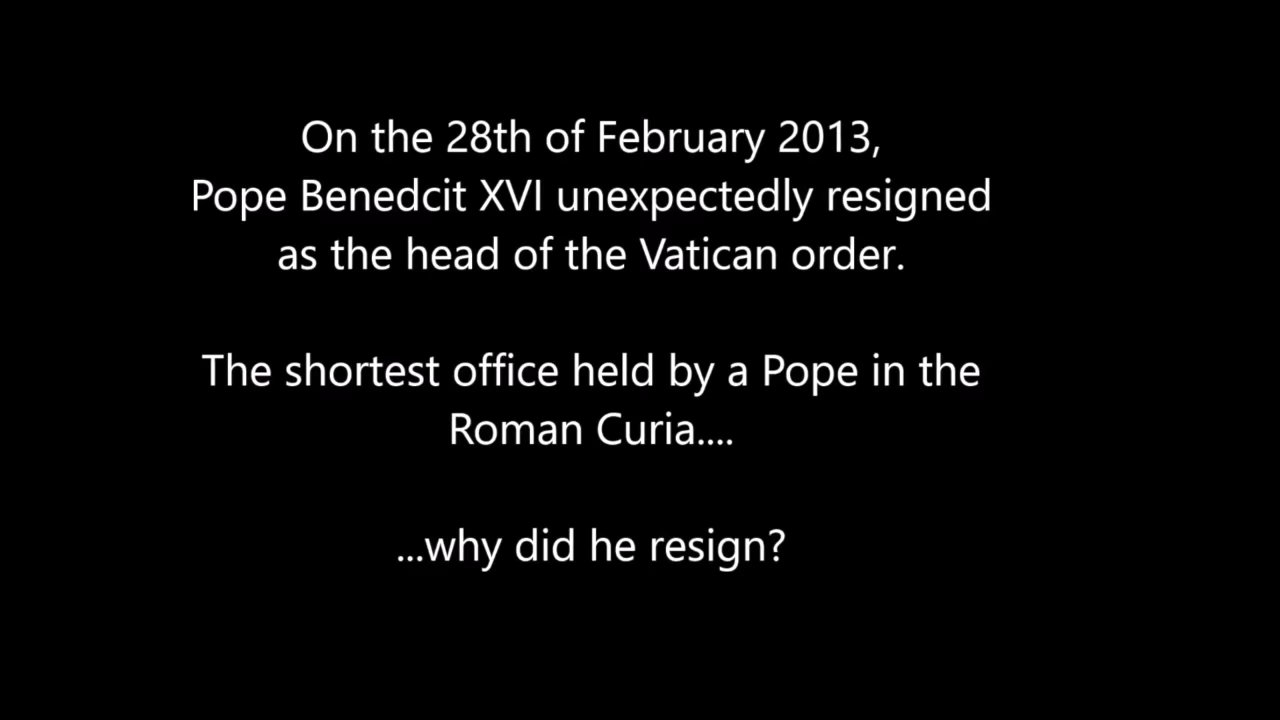 On the 28th of February 2013,
Pope Benedcit XVI unexpectedly resigned
as the head of the Vatican order.
The shortest office held by a Pope in the
Roman Curia....
...why did he resign?